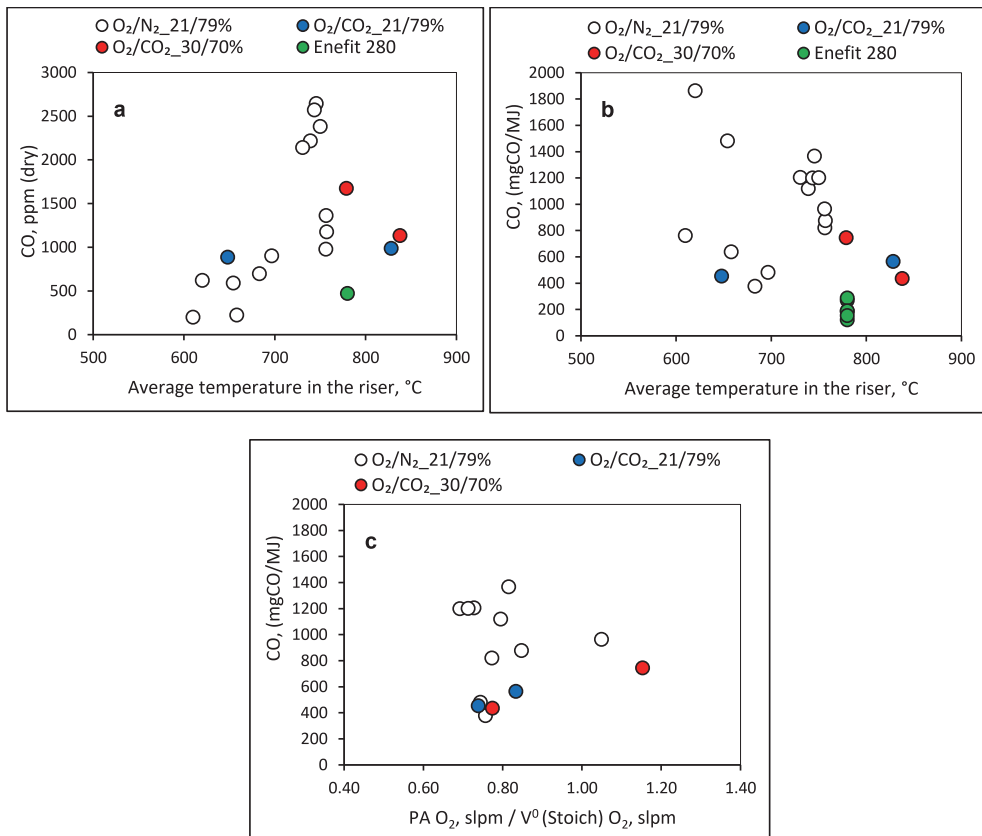 O₂/N₂_21/79% O₂/CO₂_21/79%
O₂/CO₂_30/70% Enefit 280
3000
2500
2000
1500
1000
500
0
CO, ppm (dry)
a
500 600 700 800 900
Average temperature in the riser, °C
O₂/N₂_21/79% O₂/CO₂_21/79%
O₂/CO₂_30/70% Enefit 280
2000
1800
1600
1400
1200
1000
800
600
400
200
0
CO, (mgCO/MJ)
b
500 600 700 800 900
Average temperature in the riser, °C
O₂/N₂_21/79% O₂/CO₂_21/79%
O₂/CO₂_30/70%
2000
1800
1600
1400
1200
1000
800
600
400
200
0
CO, (mgCO/MJ)
c
0.40 0.60 0.80 1.00 1.20 1.40
PA O₂, slpm / V⁰ (Stoich) O₂, slpm